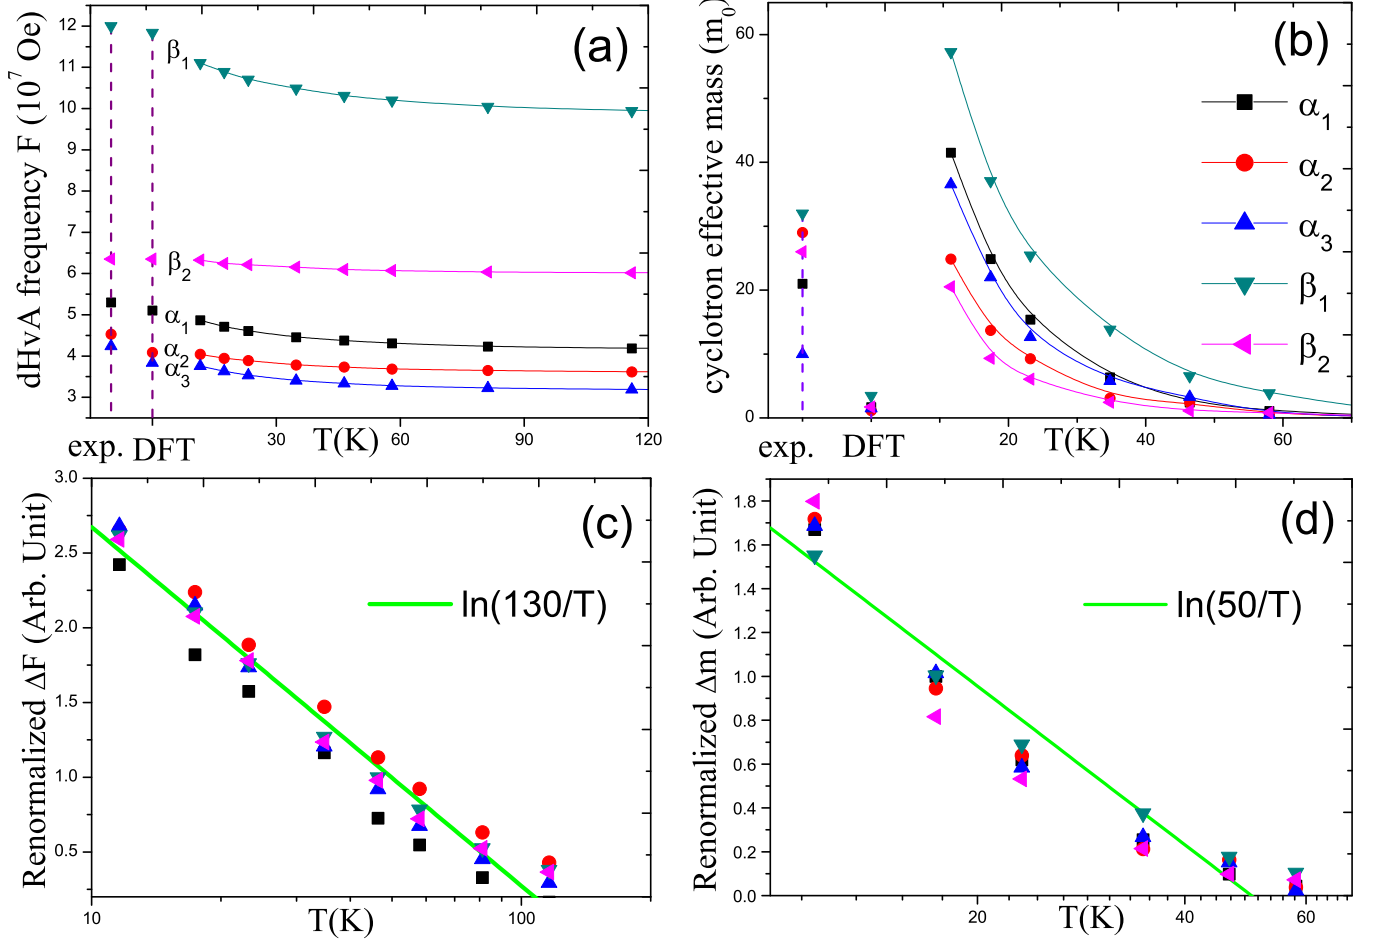 dHvA frequency F (10⁷ Oe)
12
11
10
9
8
7
6
5
4
3
(a)
β₁
β₂
α₁
α₂
α₃
30
60
90
120
exp. DFT
T(K)
cyclotron effective mass (m₀)
60
40
20
0
(b)
α₁
α₂
α₃
β₁
β₂
exp. DFT
20
40
60
T(K)
Renormalized ΔF (Arb. Unit)
3.0
2.5
2.0
1.5
1.0
0.5
(c)
ln(130/T)
10
100
T(K)
Renormalized Δm (Arb. Unit)
1.8
1.6
1.4
1.2
1.0
0.8
0.6
0.4
0.2
0.0
(d)
ln(50/T)
20
40
60
T(K)